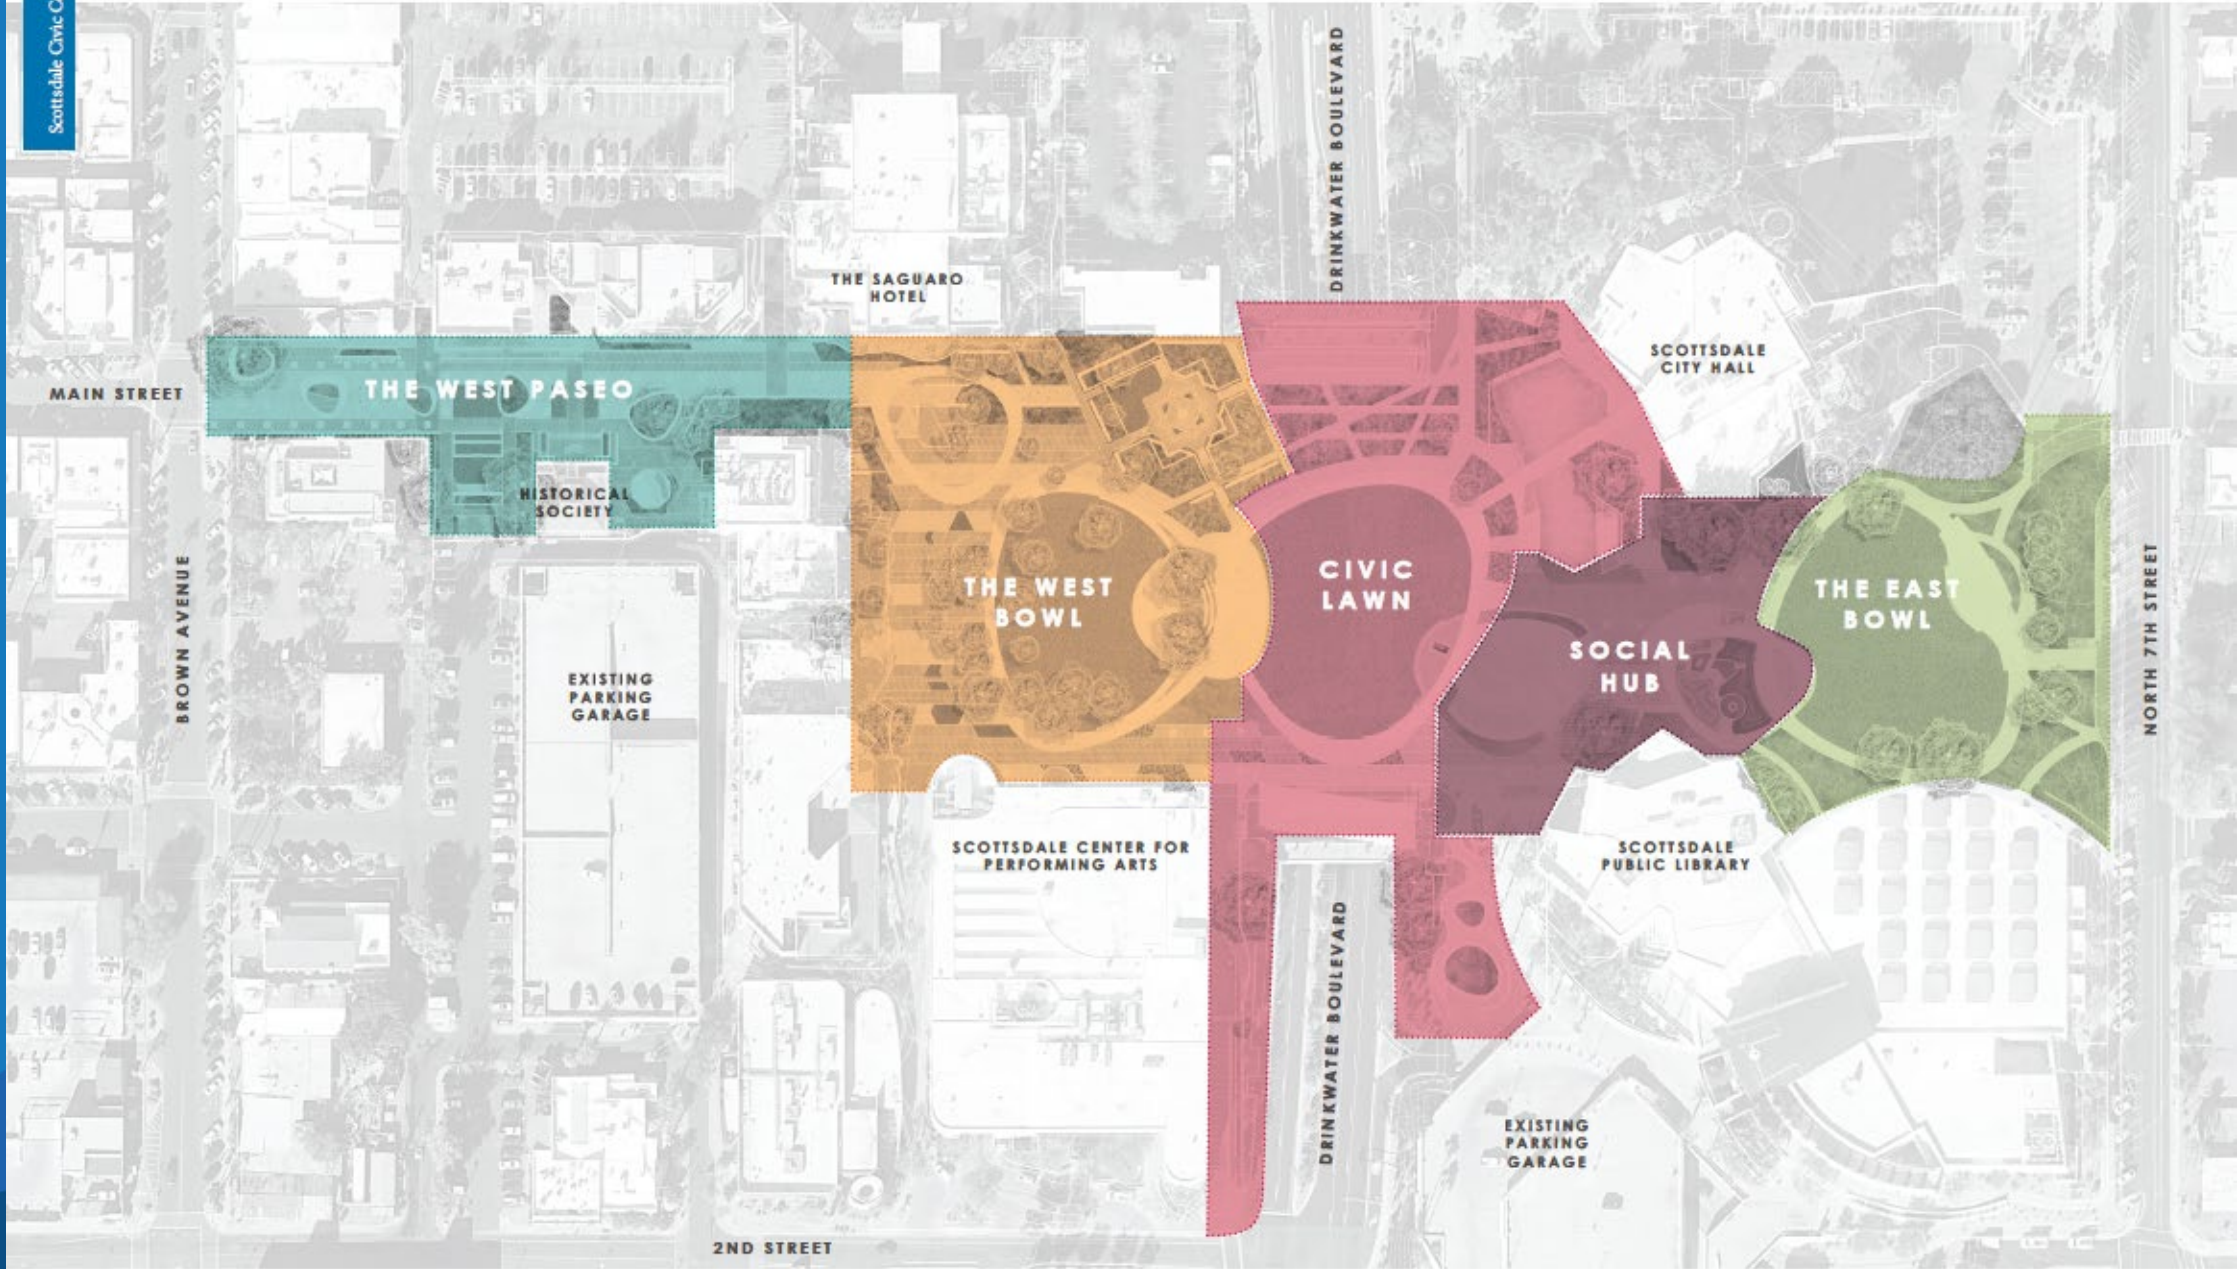 Scottsdale Civic
DRINKWATER BOULEVARD
THE SAGUARO
HOTEL
SCOTTSDALE
CITY HALL
MAIN STREET
THE WEST PASEO
HISTORICAL
SOCIETY
BROWN AVENUE
THE WEST
BOWL
CIVIC
LAWN
THE EAST
BOWL
SOCIAL
HUB
NORTH 7TH STREET
EXISTING
PARKING
GARAGE
SCOTTSDALE CENTER FOR
PERFORMING ARTS
SCOTTSDALE
PUBLIC LIBRARY
DRINKWATER BOULEVARD
EXISTING
PARKING
GARAGE
2ND STREET